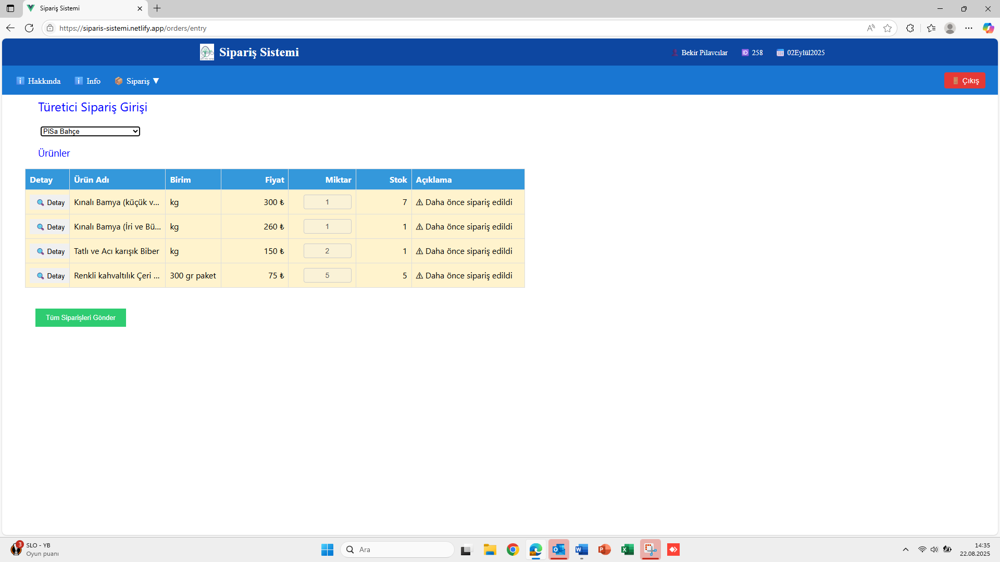 Sipariş Sistemi
https://siparis-sistemi.netlify.app/orders/entry
Sipariş Sistemi
Bekir Pilavcılar
ID 258
02Eylül2025
Hakkında
Info
Sipariş ▼
Çıkış
Türetici Sipariş Girişi
PiSa Bahçe
Ürünler
Detay Ürün Adı Birim Fiyat Miktar Stok Açıklama
Detay Kınalı Bamya (küçük v... kg 300 ₺ 1 7 ⚠ Daha önce sipariş edildi
Detay Kınalı Bamya (İri ve Bü... kg 260 ₺ 1 1 ⚠ Daha önce sipariş edildi
Detay Tatlı ve Acı karışık Biber kg 150 ₺ 2 1 ⚠ Daha önce sipariş edildi
Detay Renkli kahvaltılık Çeri ... 300 gr paket 75 ₺ 5 5 ⚠ Daha önce sipariş edildi
Tüm Siparişleri Gönder
3
SLO - YB
Oyun puanı
Ara
14:35
22.08.2025